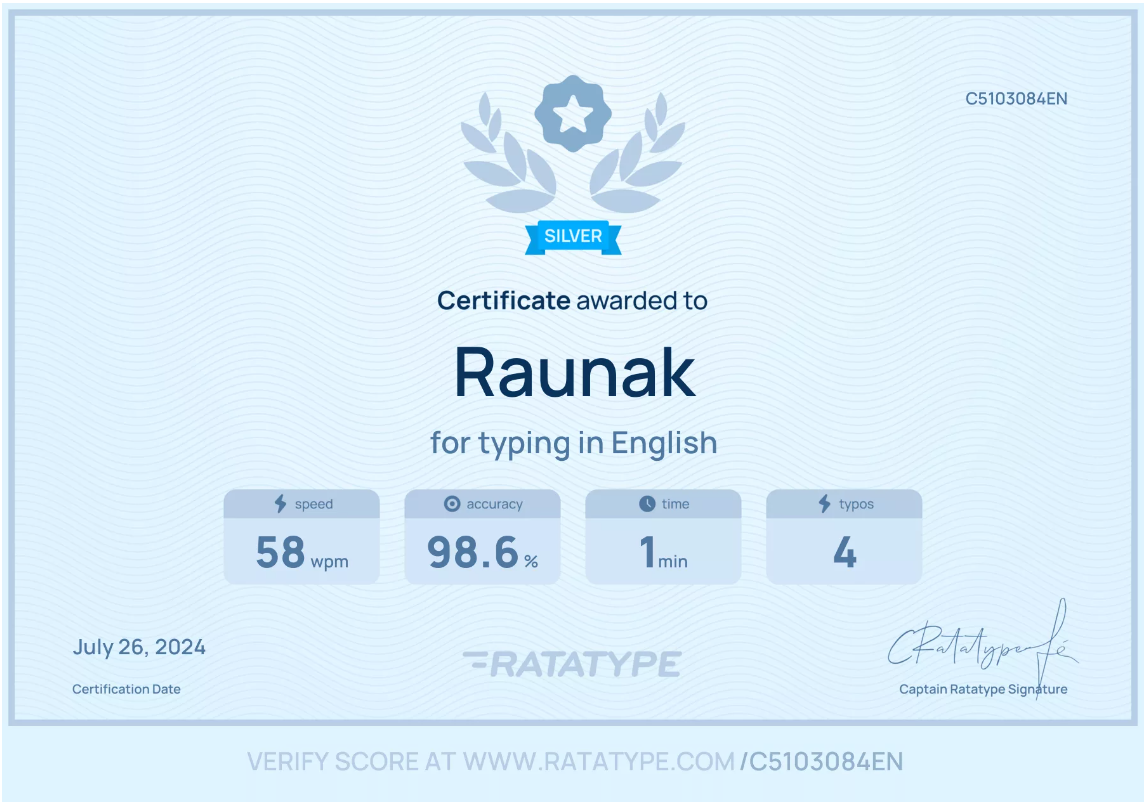 C5103084EN
SILVER
Certificate awarded to
Raunak
for typing in English
speed
58 wpm
accuracy
98.6 %
time
1 min
typos
4
July 26, 2024
Certification Date
RATATYPE
CRatatype
Captain Ratatype Signature
VERIFY SCORE AT WWW.RATATYPE.COM/C5103084EN